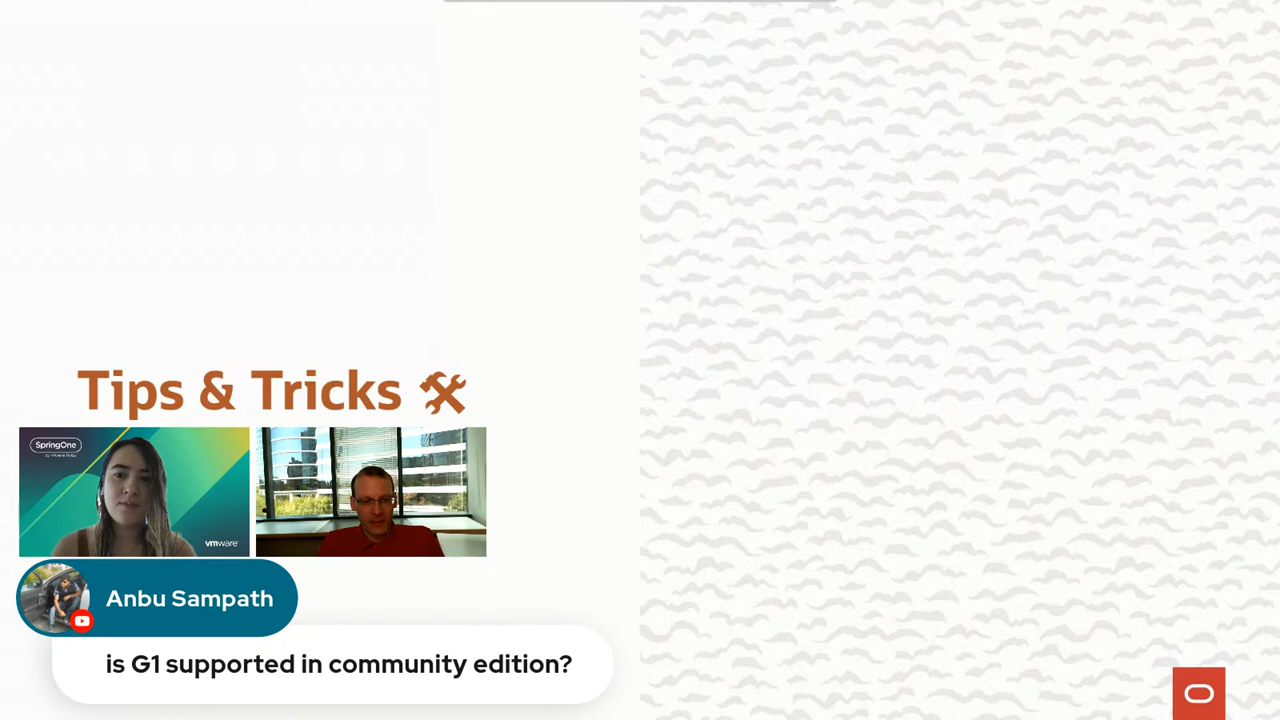 Tips & Tricks
SpringOne
vmware
Anbu Sampath
is G1 supported in community edition?